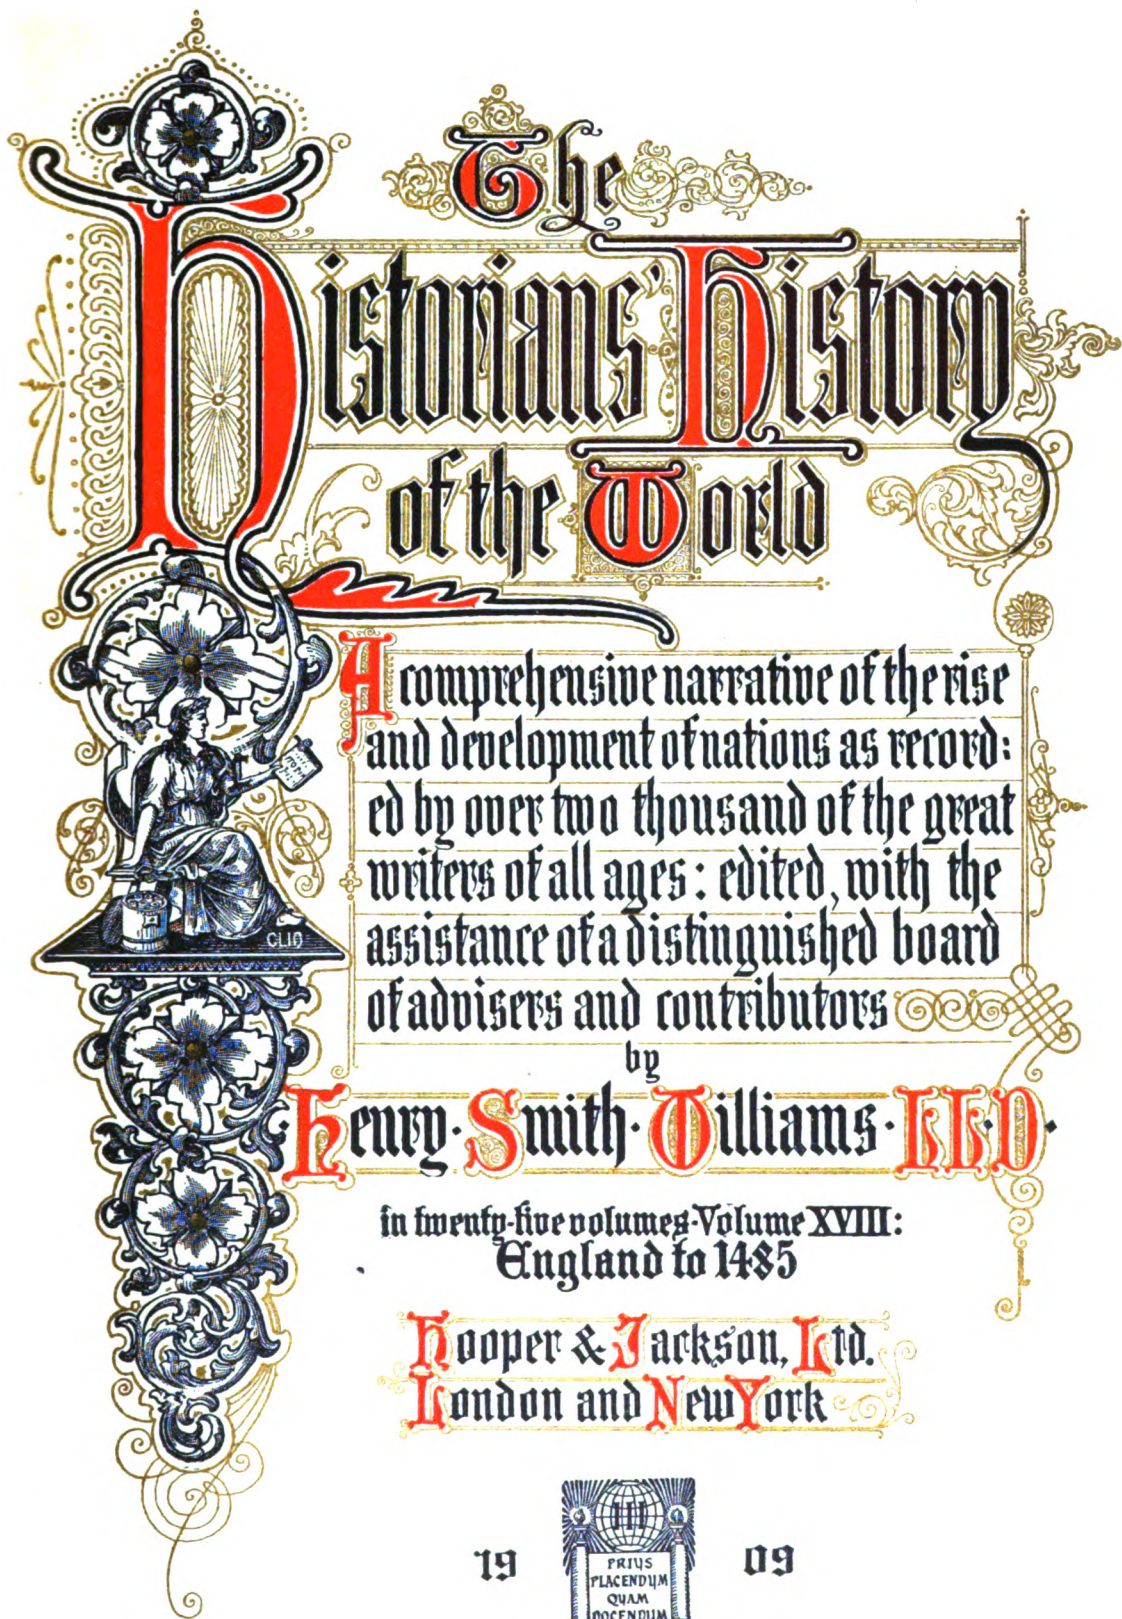 The
Historians' History
of the World
A comprehensive narrative of the rise
and development of nations as record:
ed by over two thousand of the great
writers of all ages: edited, with the
assistance of a distinguished board
of advisers and contributors
by
Henry · Smith · Williams · LL.D.
in twenty-five volumes-Volume XVIII:
England to 1485
Hooper & Jackson, Ltd.
London and New York
CLIO
19 09
III
PRIUS
PLACENDUM
QUAM
DOCENDUM